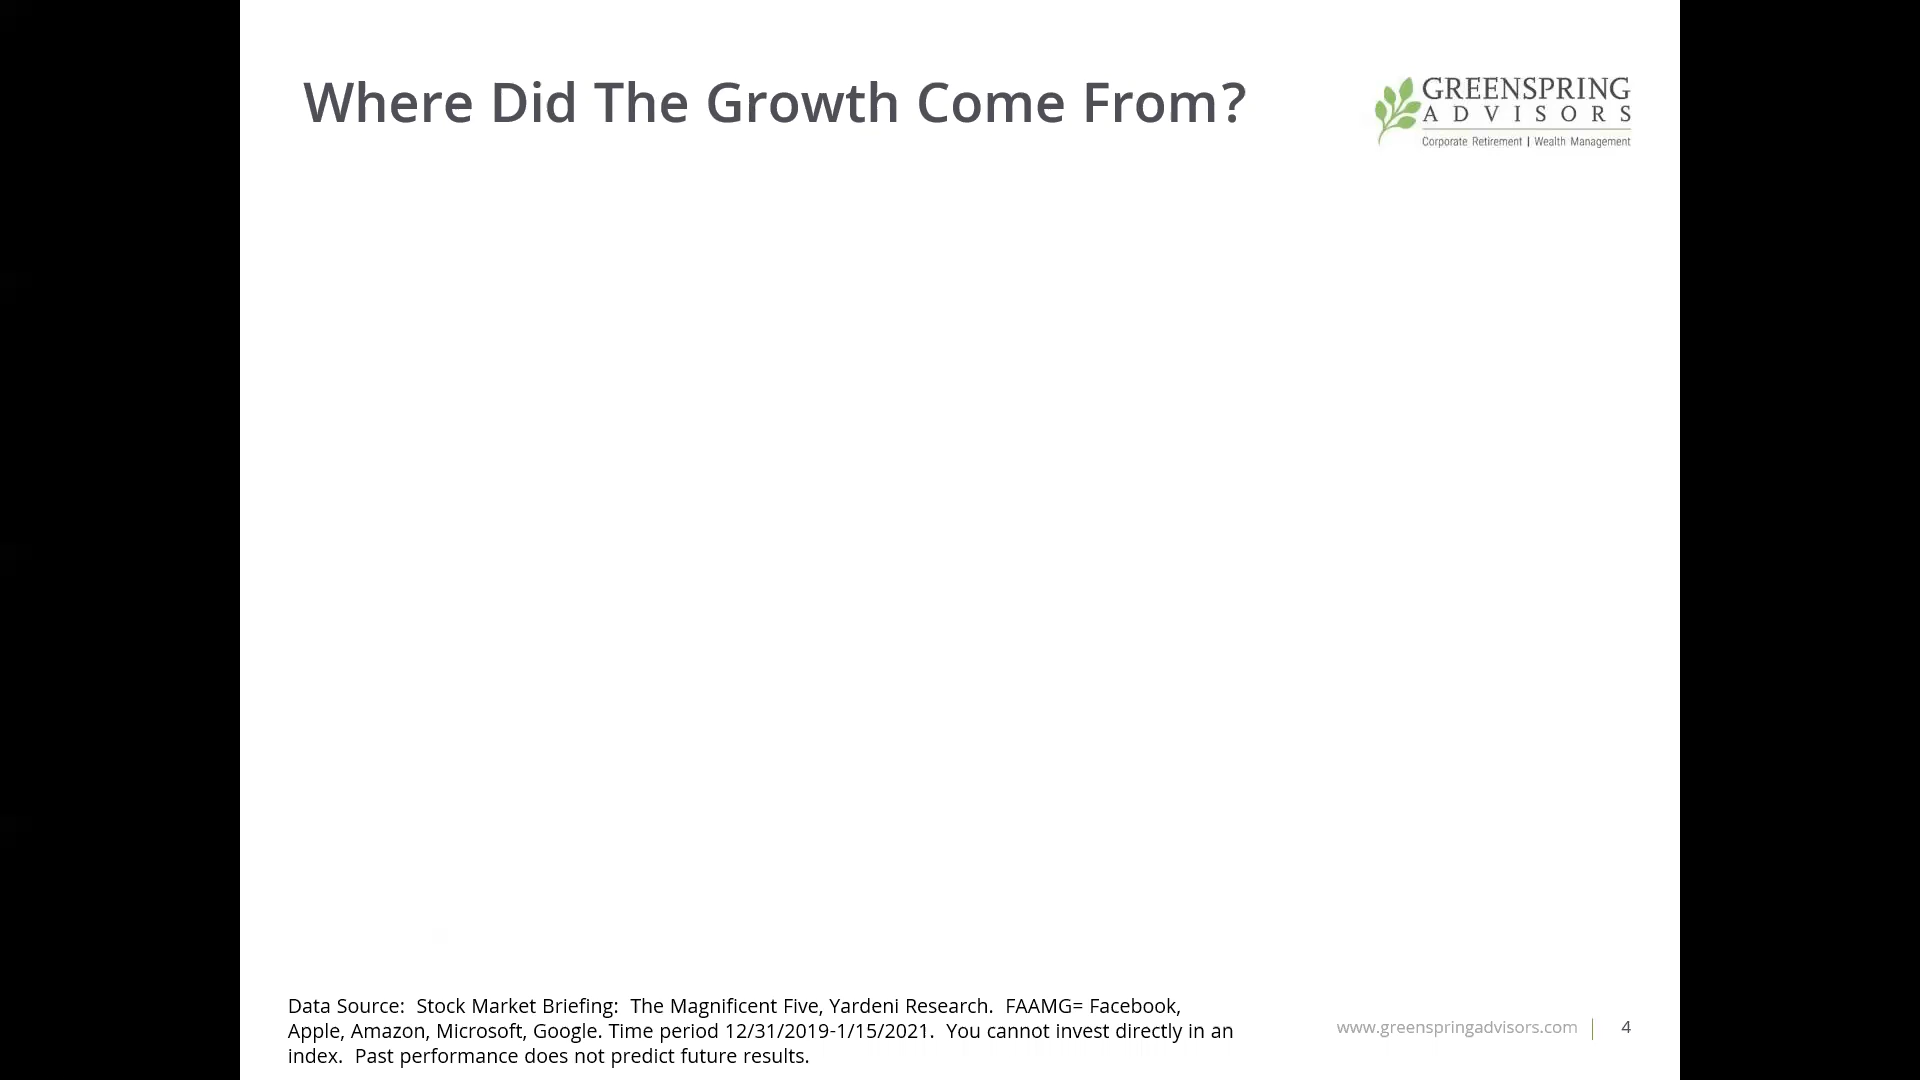 Where Did The Growth Come From?
GREENSPRING
ADVISORS
Corporate Retirement | Wealth Management
Data Source:  Stock Market Briefing:  The Magnificent Five, Yardeni Research.  FAAMG= Facebook,
Apple, Amazon, Microsoft, Google. Time period 12/31/2019-1/15/2021.  You cannot invest directly in an
index.  Past performance does not predict future results.
www.greenspringadvisors.com | 4